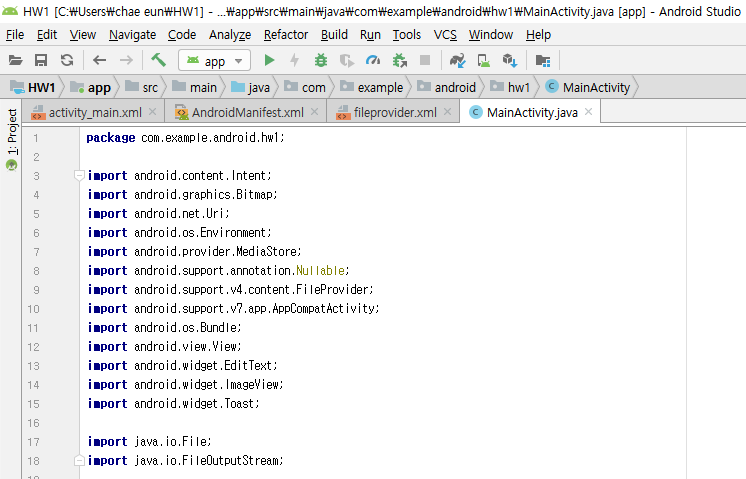 HW1 [C:₩Users₩chae eun₩HW1] - ...₩app₩src₩main₩java₩com₩example₩android₩hw1₩MainActivity.java [app] - Android Studio
File Edit View Navigate Code Analyze Refactor Build Run Tools VCS Window Help
app
HW1 app src main java com example android hw1 MainActivity
activity_main.xml AndroidManifest.xml fileprovider.xml MainActivity.java
1: Project
1 package com.example.android.hw1;
2
3 import android.content.Intent;
4 import android.graphics.Bitmap;
5 import android.net.Uri;
6 import android.os.Environment;
7 import android.provider.MediaStore;
8 import android.support.annotation.Nullable;
9 import android.support.v4.content.FileProvider;
10 import android.support.v7.app.AppCompatActivity;
11 import android.os.Bundle;
12 import android.view.View;
13 import android.widget.EditText;
14 import android.widget.ImageView;
15 import android.widget.Toast;
16
17 import java.io.File;
18 import java.io.FileOutputStream;
19